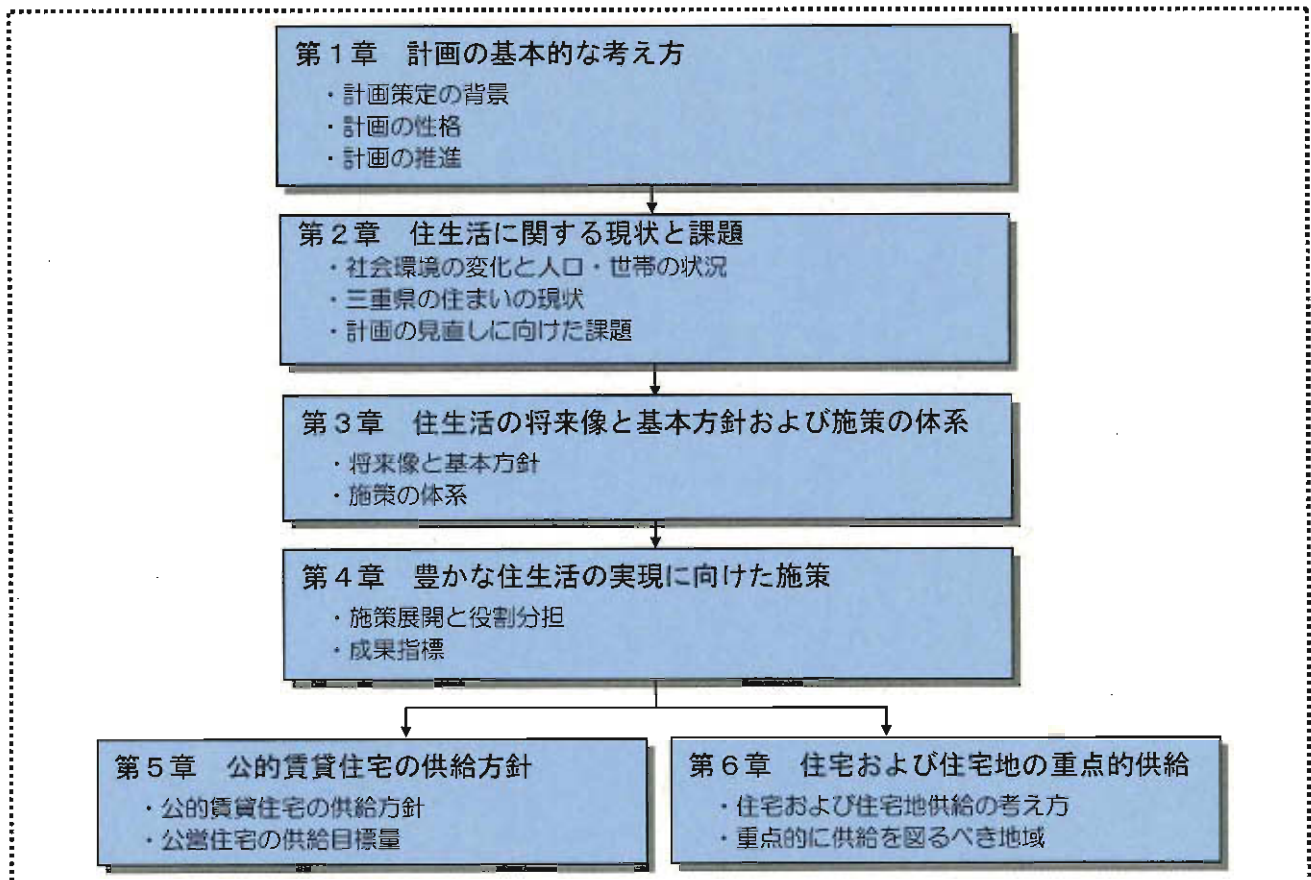 第1章 計画の基本的な考え方
・計画策定の背景
・計画の性格
・計画の推進
第2章 住生活に関する現状と課題
・社会環境の変化と人口・世帯の状況
・三重県の住まいの現状
・計画の見直しに向けた課題
第3章 住生活の将来像と基本方針および施策の体系
・将来像と基本方針
・施策の体系
第4章 豊かな住生活の実現に向けた施策
・施策展開と役割分担
・成果指標
第5章 公的賃貸住宅の供給方針
・公的賃貸住宅の供給方針
・公営住宅の供給目標量
第6章 住宅および住宅地の重点的供給
・住宅および住宅地供給の考え方
・重点的に供給を図るべき地域